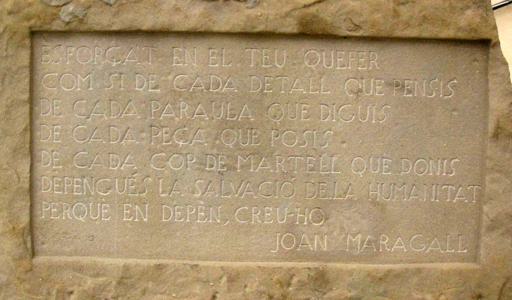 ESFORÇA'T EN EL TEU QUEFER
COM SI DE CADA DETALL QUE PENSIS
DE CADA PARAULA QUE DIGUIS
DE CADA PEÇA QUE POSIS
DE CADA COP DE MARTELL QUE DONIS
DEPENGUÉS LA SALVACIÓ DE LA HUMANITAT
PERQUÈ EN DEPÈN, CREU-HO
JOAN MARAGALL